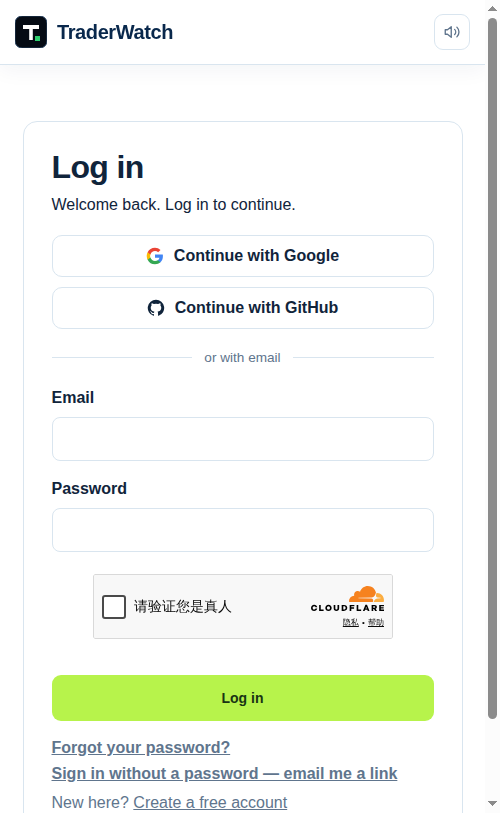 TraderWatch
Log in
Welcome back. Log in to continue.
Continue with Google
Continue with GitHub
or with email
Email
Password
请验证您是真人
CLOUDFLARE
隐私 • 帮助
Log in
Forgot your password?
Sign in without a password — email me a link
New here? Create a free account